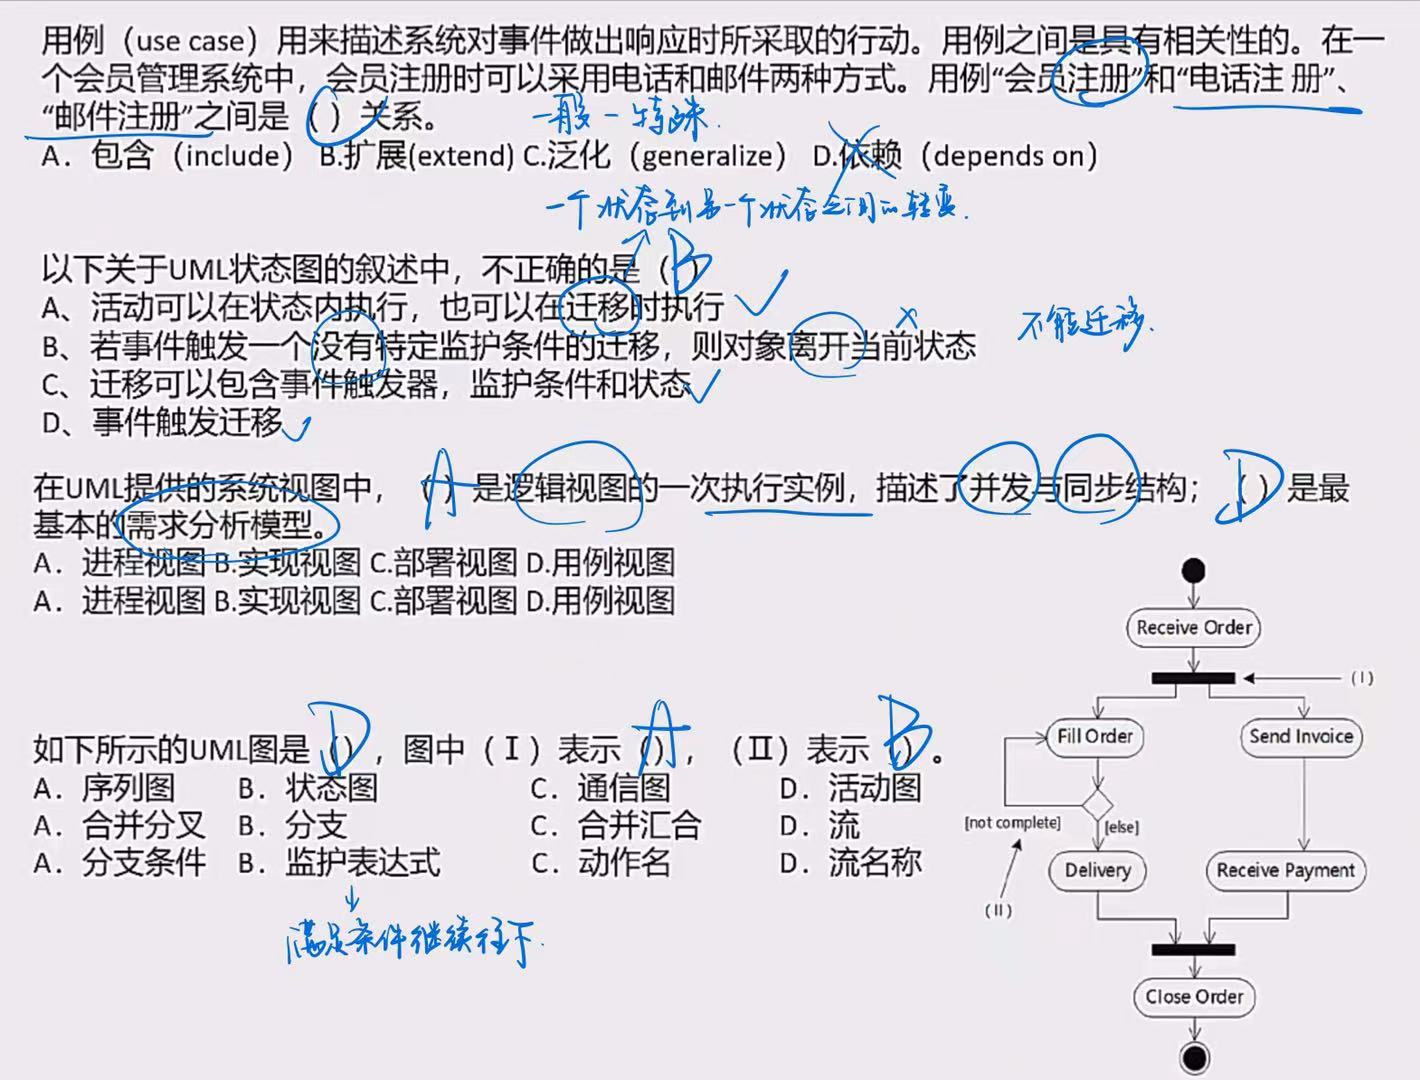 用例（use case）用来描述系统对事件做出响应时所采取的行动。用例之间是具有相关性的。在一
个会员管理系统中，会员注册时可以采用电话和邮件两种方式。用例“会员注册”和“电话注 册”、
“邮件注册”之间是（ ）关系。
一般一特殊.
A．包含（include） B.扩展(extend) C.泛化（generalize） D.依赖（depends on）
一个状态到另一个状态之间的转变.
以下关于UML状态图的叙述中，不正确的是（ ）
B
A、活动可以在状态内执行，也可以在迁移时执行
B、若事件触发一个没有特定监护条件的迁移，则对象离开当前状态
不能迁移.
C、迁移可以包含事件触发器，监护条件和状态
D、事件触发迁移
在UML提供的系统视图中，（ ）是逻辑视图的一次执行实例，描述了并发与同步结构；（ ）是最
A
D
基本的需求分析模型。
A．进程视图 B.实现视图 C.部署视图 D.用例视图
A．进程视图 B.实现视图 C.部署视图 D.用例视图
如下所示的UML图是（），图中（Ⅰ）表示（），（Ⅱ）表示（）。
D
A
B
A．序列图 B．状态图 C．通信图 D．活动图
A．合并分叉 B．分支 C．合并汇合 D．流
A．分支条件 B．监护表达式 C．动作名 D．流名称
满足条件继续往下.
Receive Order
(I)
Fill Order
Send Invoice
[not complete]
[else]
Delivery
Receive Payment
(II)
Close Order